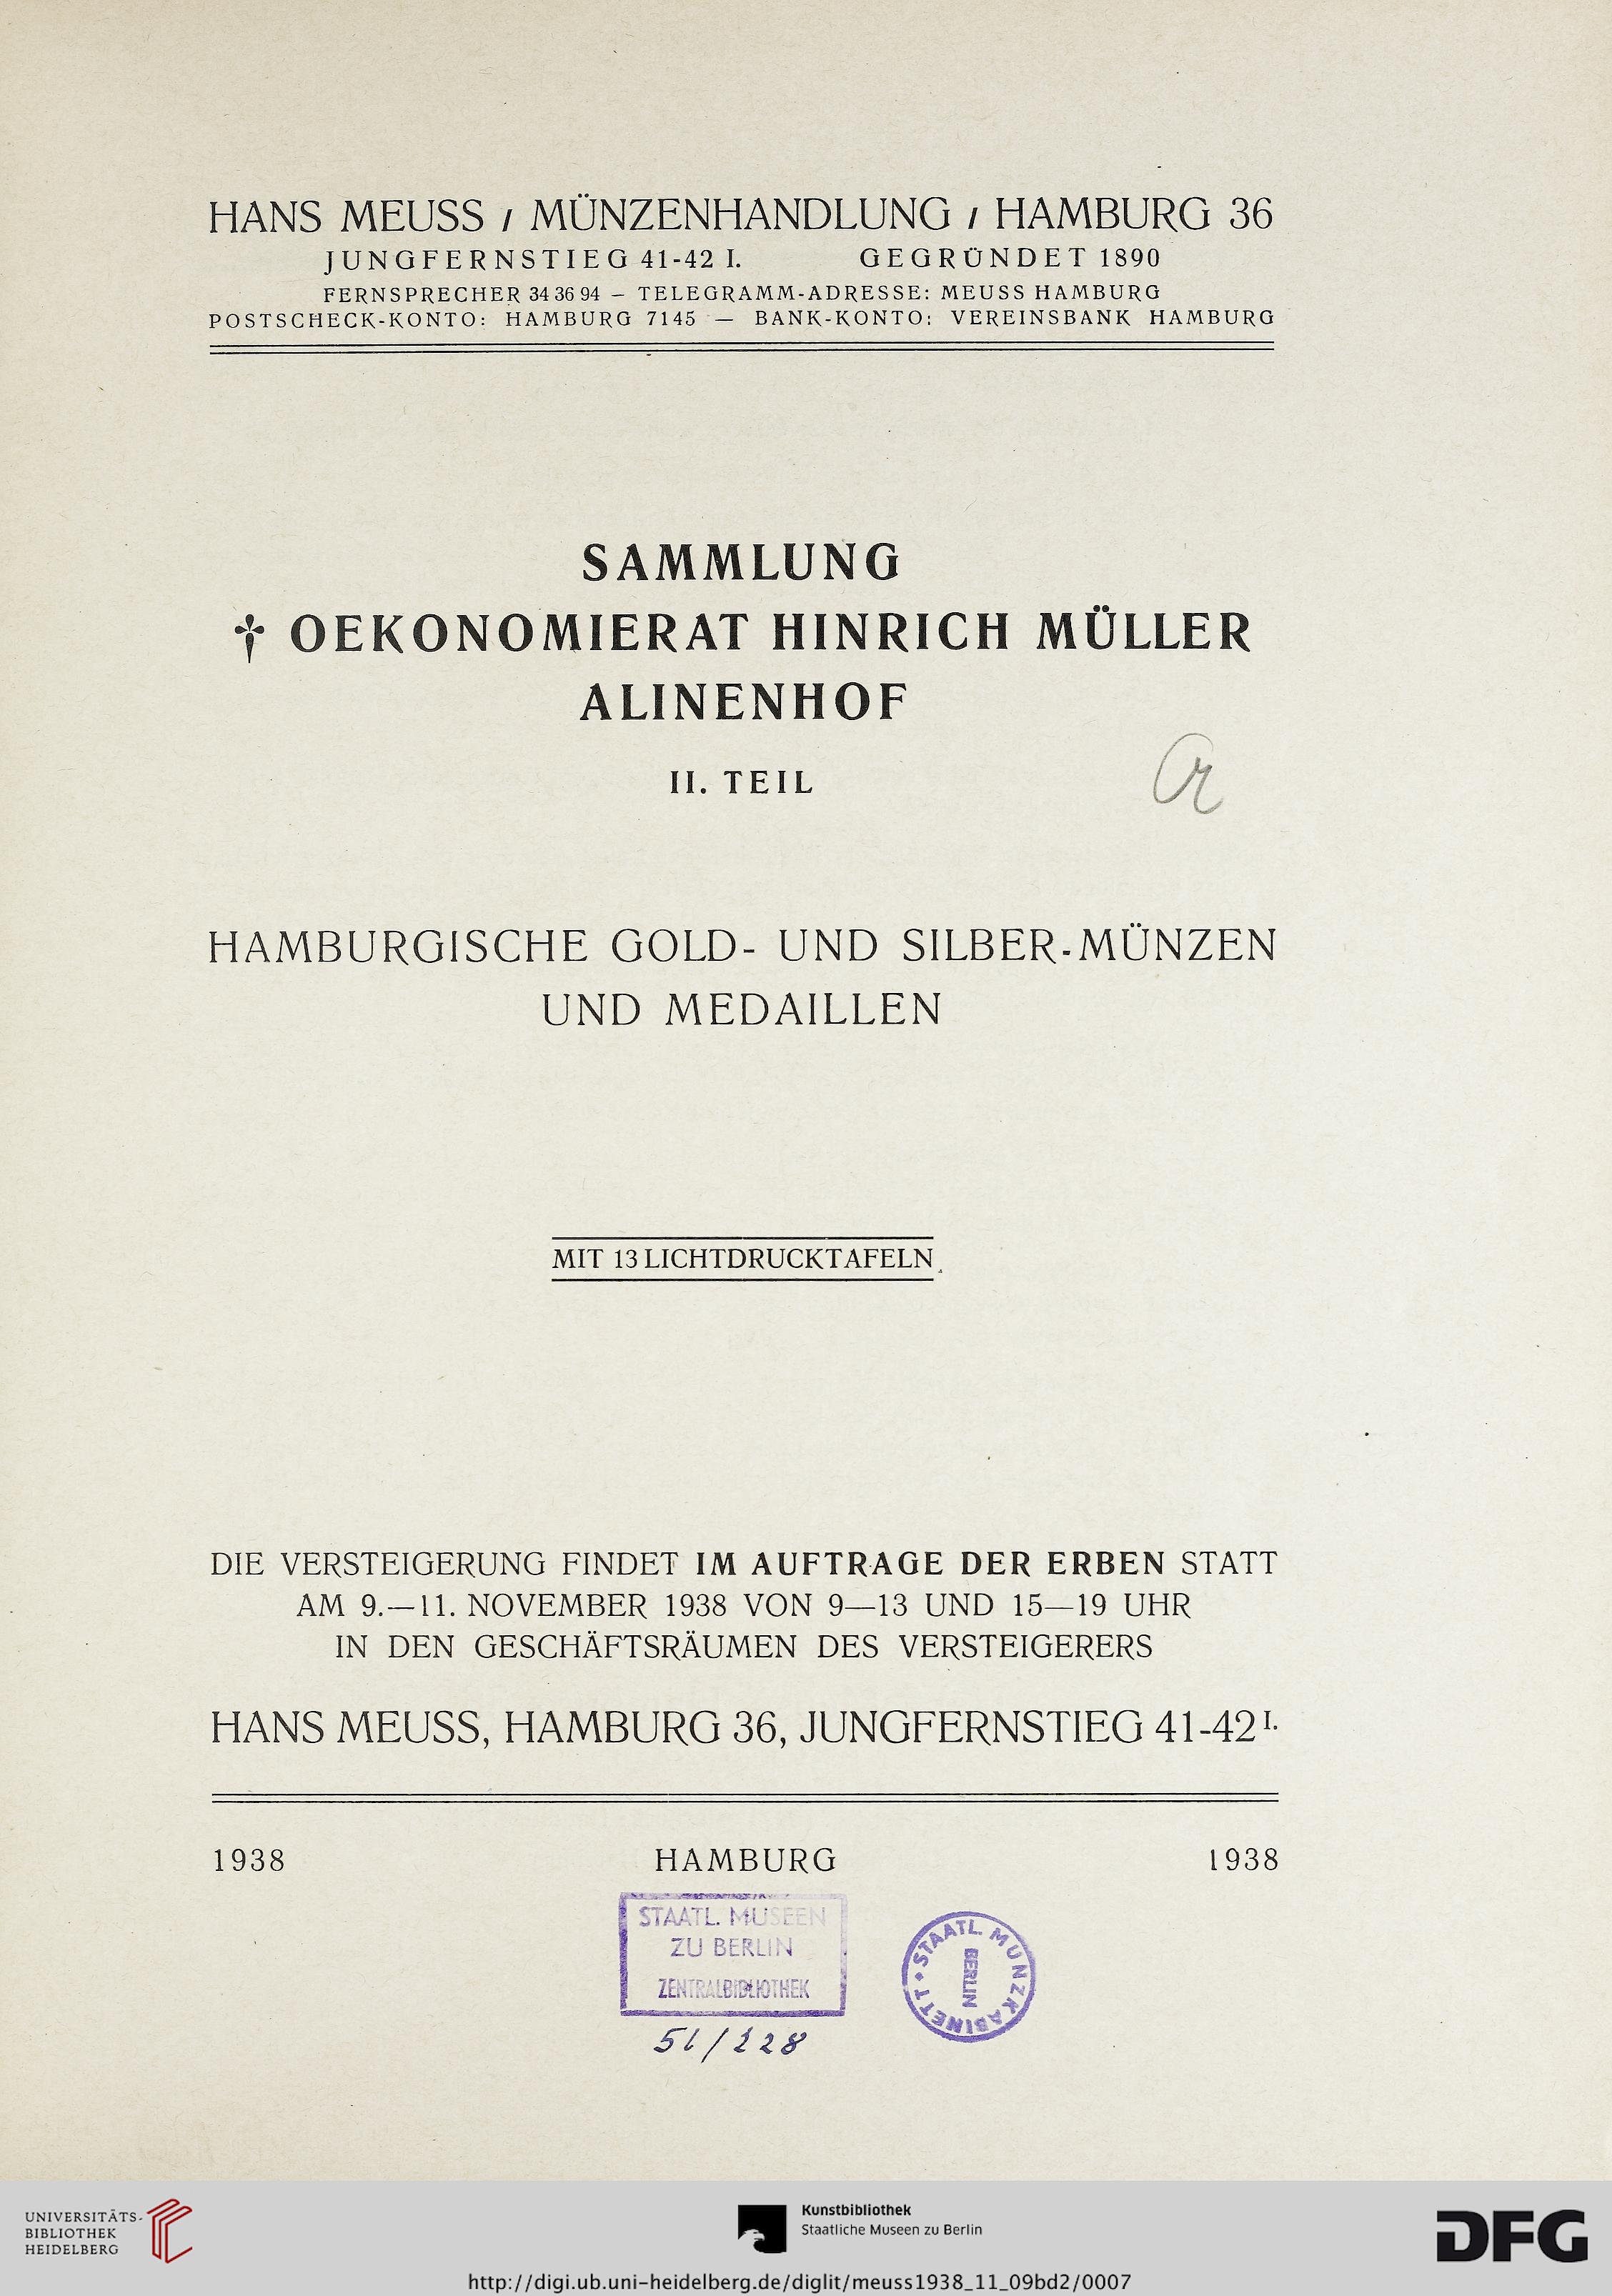 HANS MEUSS / MÜNZENHANDLUNG / HAMBURG 36
JUNGFERNSTIEG 41-42 I. GEGRÜNDET 1890
FERNSPRECHER 34 36 94 – TELEGRAMM-ADRESSE: MEUSS HAMBURG
POSTSCHECK-KONTO: HAMBURG 7145 — BANK-KONTO: VEREINSBANK HAMBURG
SAMMLUNG
† OEKONOMIERAT HINRICH MÜLLER
ALINENHOF
II. TEIL
HAMBURGISCHE GOLD- UND SILBER-MÜNZEN
UND MEDAILLEN
MIT 13 LICHTDRUCKTAFELN
DIE VERSTEIGERUNG FINDET IM AUFTRAGE DER ERBEN STATT
AM 9.—11. NOVEMBER 1938 VON 9—13 UND 15—19 UHR
IN DEN GESCHÄFTSRÄUMEN DES VERSTEIGERERS
HANS MEUSS, HAMBURG 36, JUNGFERNSTIEG 41-42 I.
1938 HAMBURG 1938
STAATL. MUSEEN
ZU BERLIN
ZENTRALBIBLIOTHEK
STAATL. MÜNZKABINETT
BERLIN
UNIVERSITÄTS-
BIBLIOTHEK
HEIDELBERG
Kunstbibliothek
Staatliche Museen zu Berlin
DFG
http://digi.ub.uni-heidelberg.de/diglit/meuss1938_11_09bd2/0007